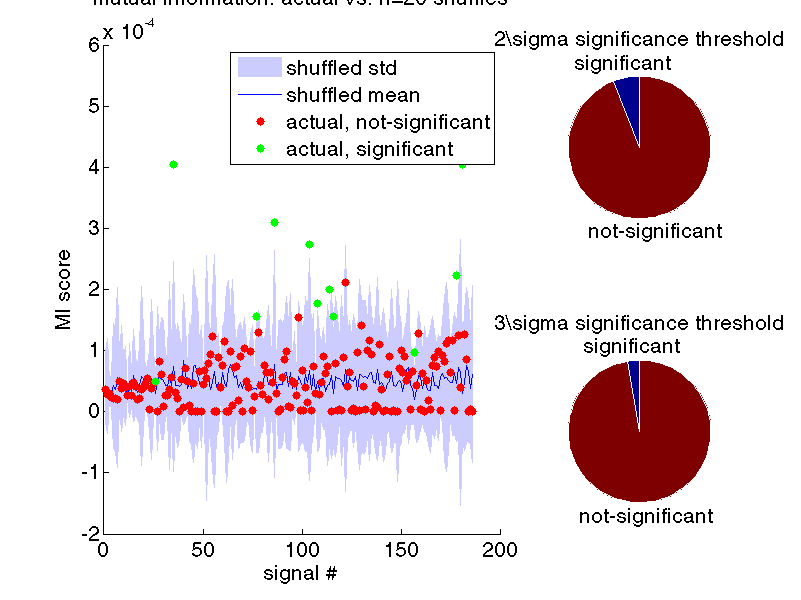 mutual information: actual vs. n=20 shuffles
x 10^-4
6
5
4
3
2
1
0
-1
-2
0
50
100
150
200
MI score
signal #
shuffled std
shuffled mean
actual, not-significant
actual, significant
2\sigma significance threshold
significant
not-significant
3\sigma significance threshold
significant
not-significant